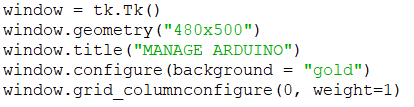 window = tk.Tk()
window.geometry("480x500")
window.title("MANAGE ARDUINO")
window.configure(background = "gold")
window.grid_columnconfigure(0, weight=1)